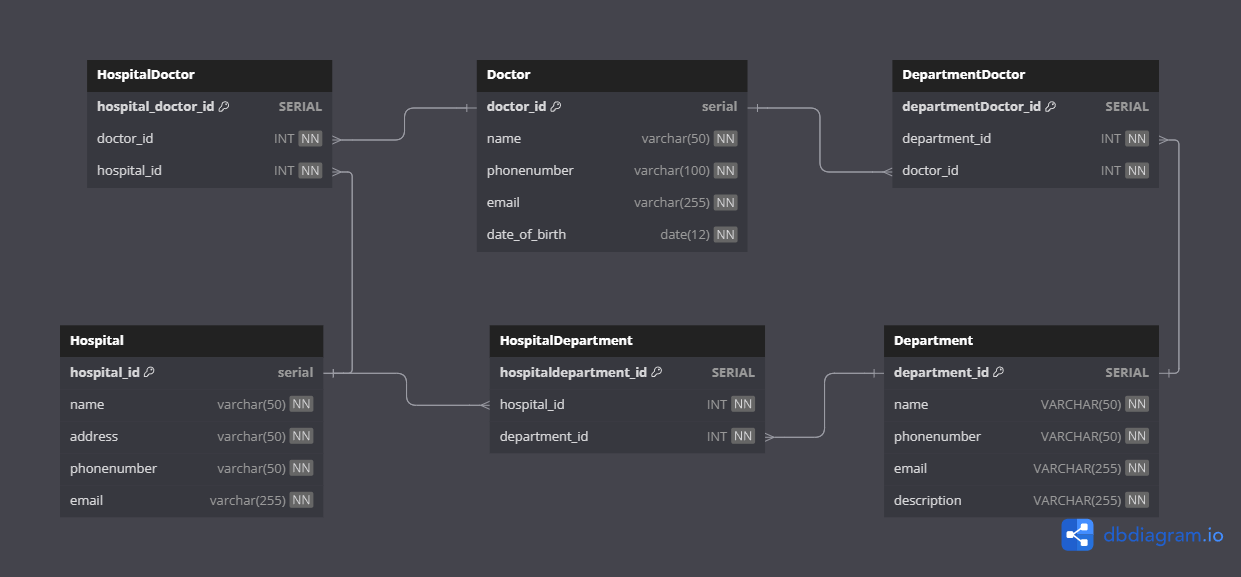 HospitalDoctor
hospital_doctor_id SERIAL
doctor_id INT NN
hospital_id INT NN
Doctor
doctor_id serial
name varchar(50) NN
phonenumber varchar(100) NN
email varchar(255) NN
date_of_birth date(12) NN
DepartmentDoctor
departmentDoctor_id SERIAL
department_id INT NN
doctor_id INT NN
Hospital
hospital_id serial
name varchar(50) NN
address varchar(50) NN
phonenumber varchar(50) NN
email varchar(255) NN
HospitalDepartment
hospitaldepartment_id SERIAL
hospital_id INT NN
department_id INT NN
Department
department_id SERIAL
name VARCHAR(50) NN
phonenumber VARCHAR(50) NN
email VARCHAR(255) NN
description VARCHAR(255) NN
dbdiagram.io